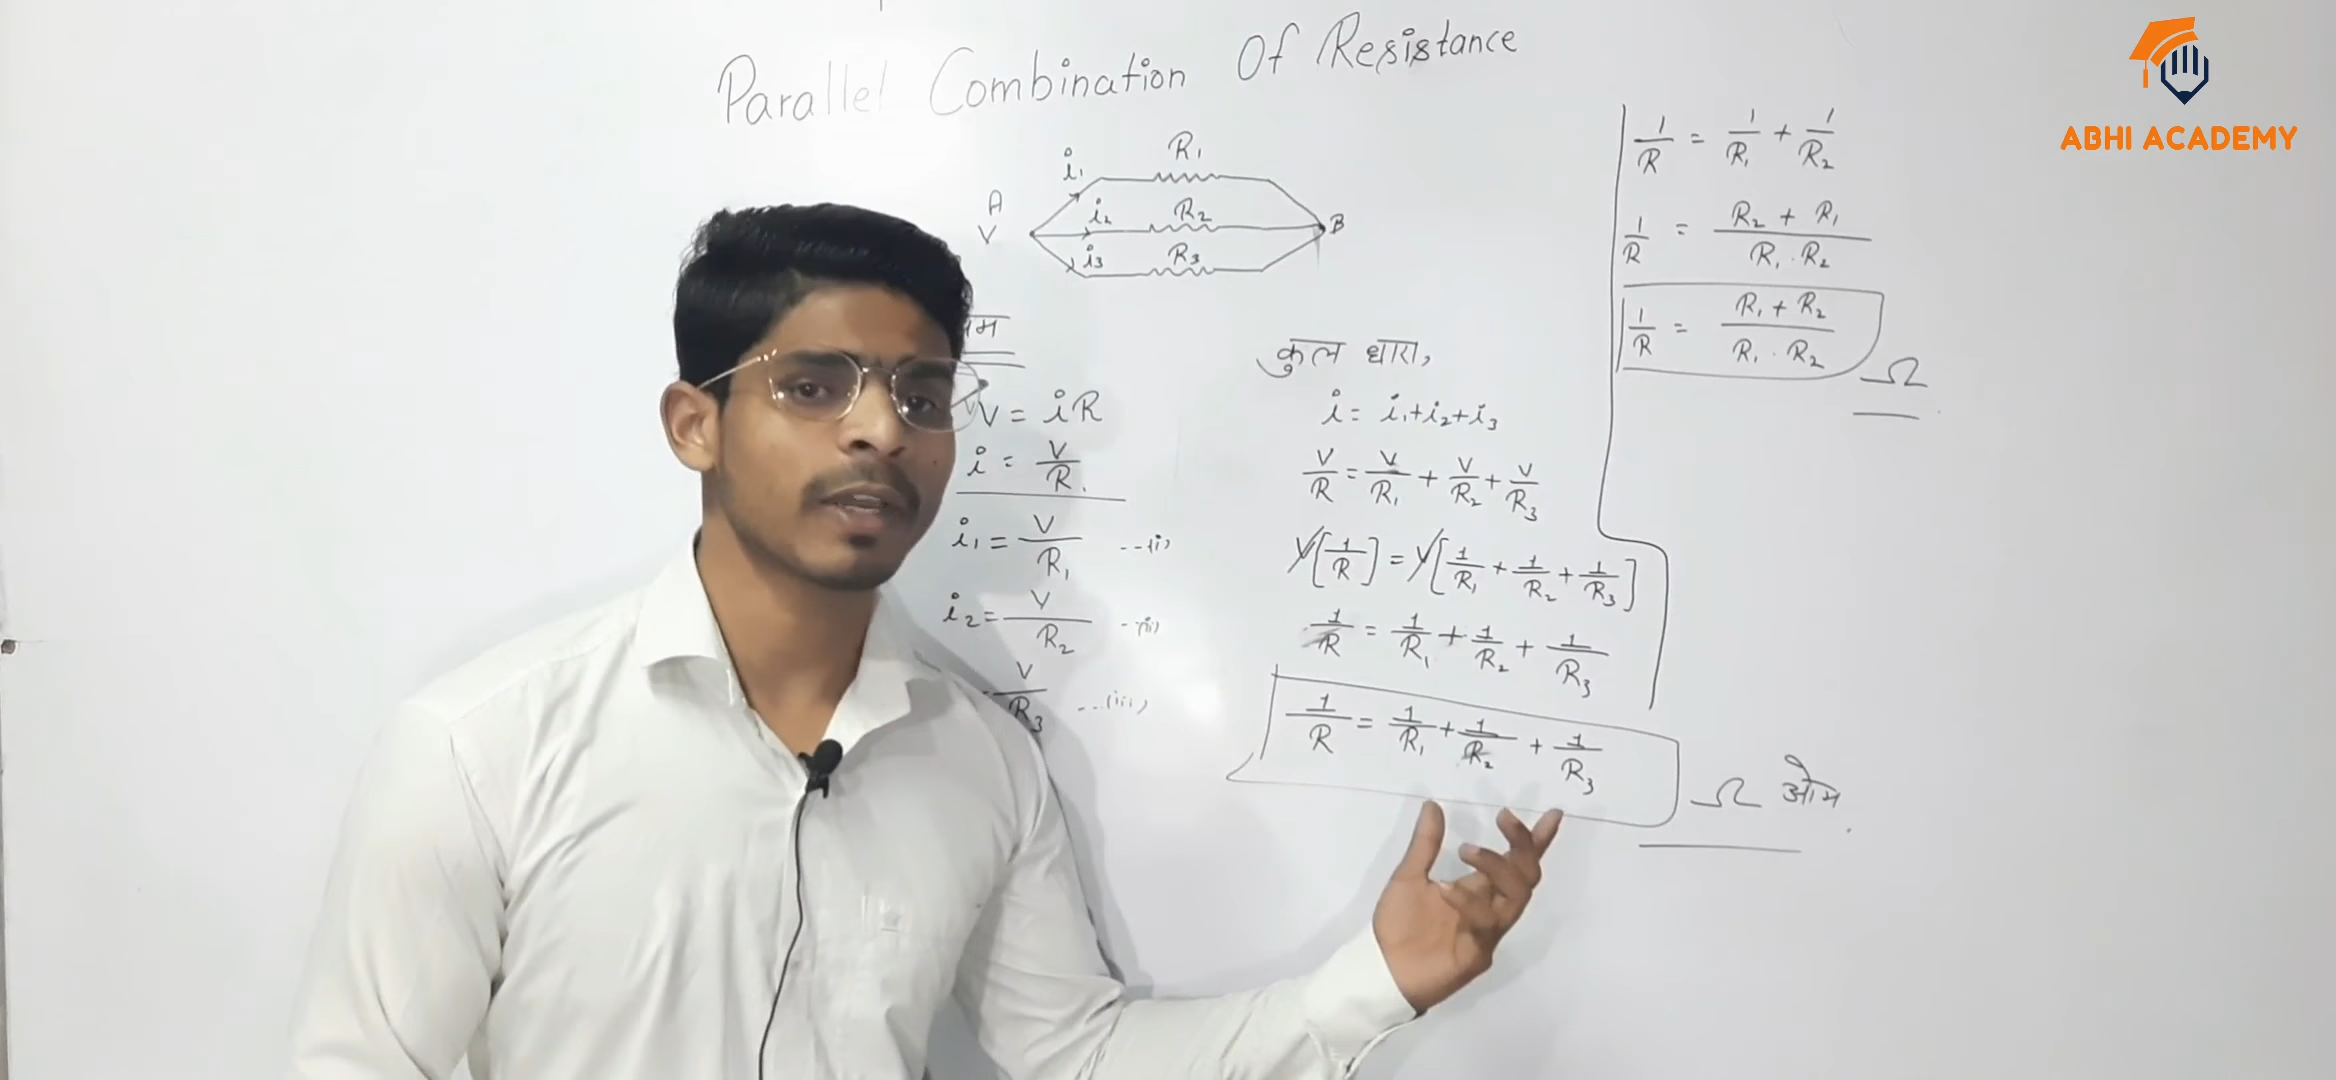 Parallel Combination Of Resistance
ABHI ACADEMY
R₁
i₁
A
i₂ R₂
V B
i₃ R₃
V = iR
i = V/R
i₁ = V/R₁ ...(i)
i₂ = V/R₂ ..(ii)
V/R₃ ...(iii)
कुल धारा,
i = i₁+i₂+i₃
V/R = V/R₁ + V/R₂ + V/R₃
V[1/R] = V[1/R₁ + 1/R₂ + 1/R₃]
1/R = 1/R₁ + 1/R₂ + 1/R₃
1/R = 1/R₁ + 1/R₂ + 1/R₃ Ω ओम
1/R = 1/R₁ + 1/R₂
1/R = R₂ + R₁/R₁ . R₂
1/R = R₁ + R₂/R₁ . R₂ Ω